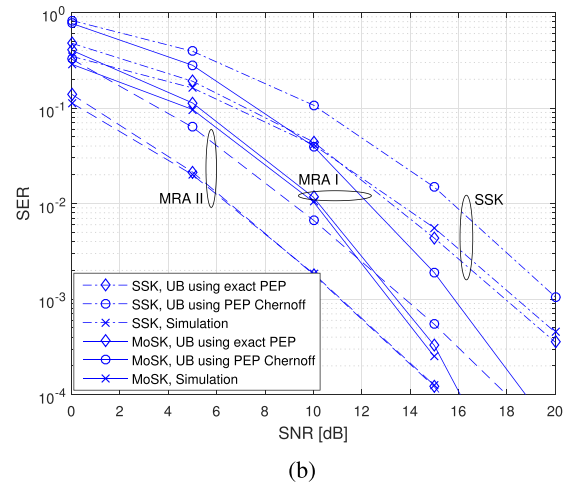 10^0
10^-1
10^-2
10^-3
10^-4
SER
MRA I
MRA II
SSK
SSK, UB using exact PEP
SSK, UB using PEP Chernoff
SSK, Simulation
MoSK, UB using exact PEP
MoSK, UB using PEP Chernoff
MoSK, Simulation
0 2 4 6 8 10 12 14 16 18 20
SNR [dB]
(b)